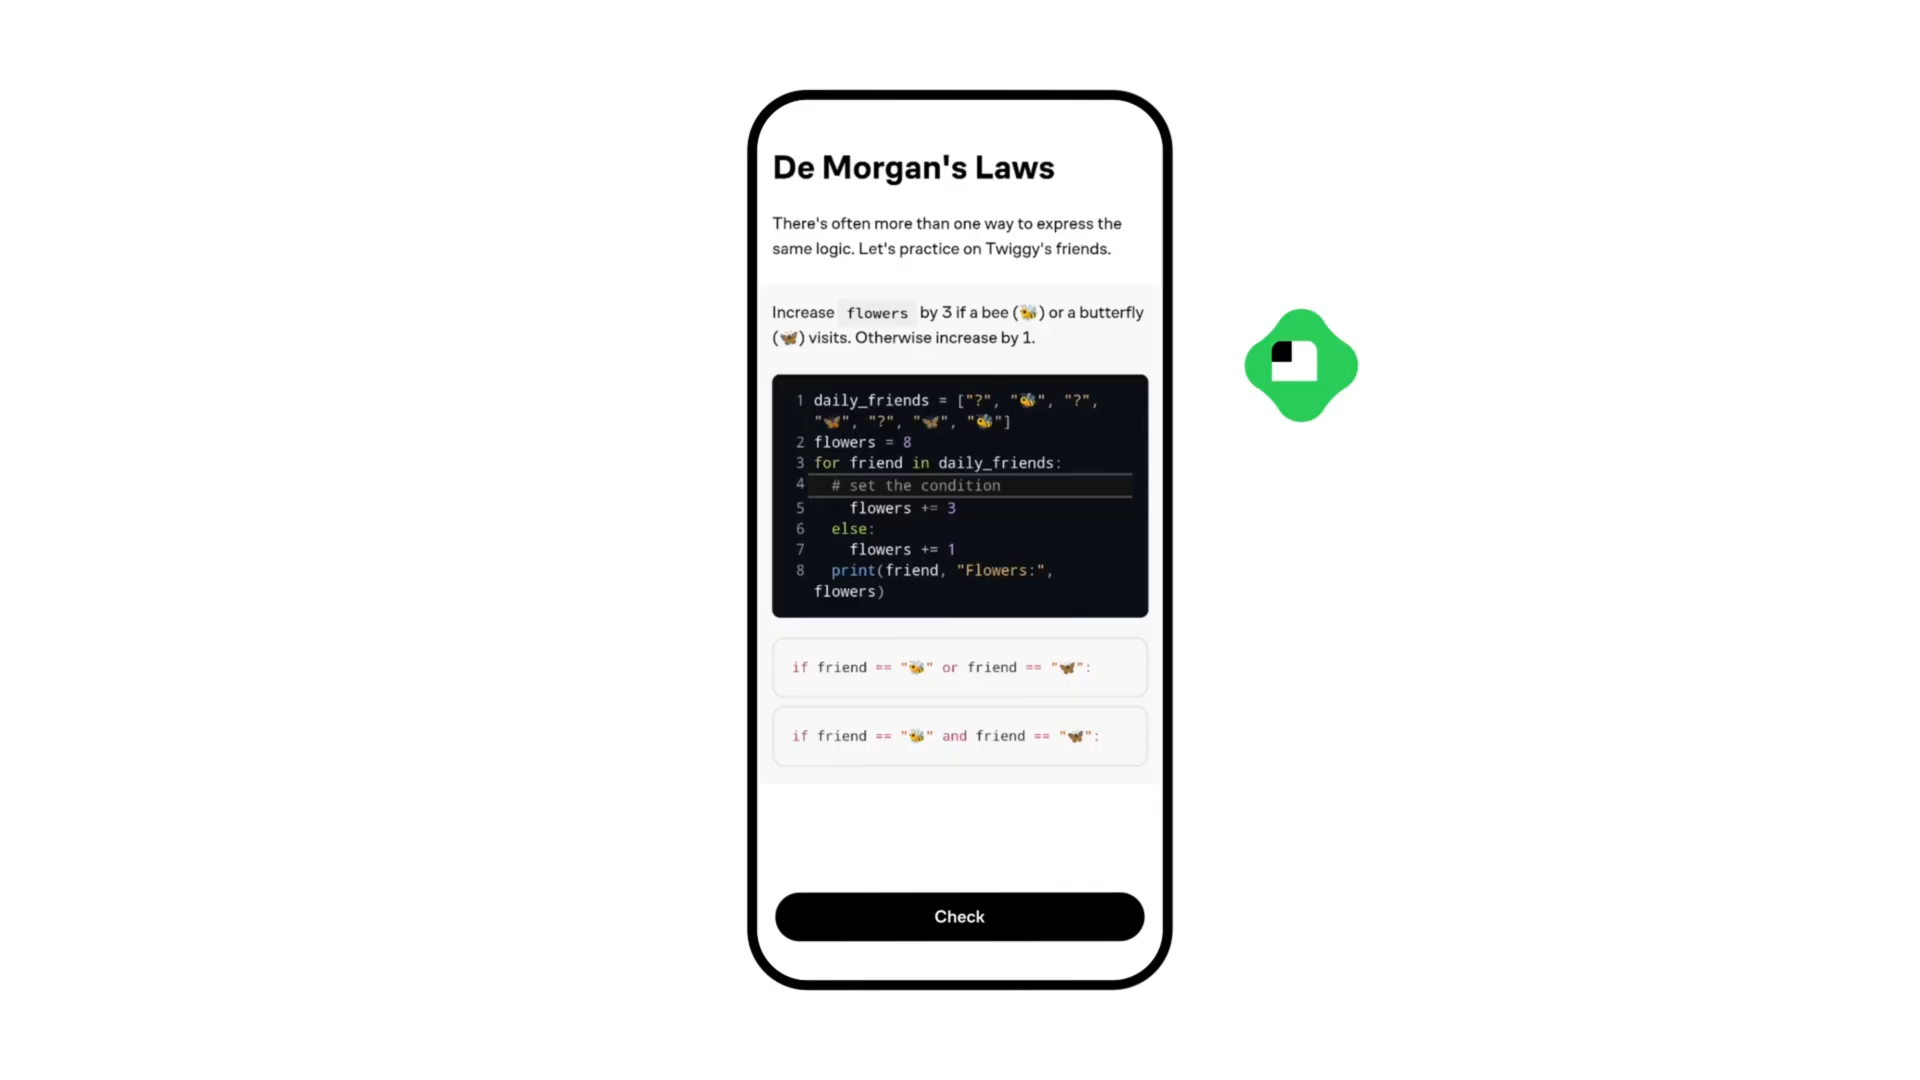 De Morgan's Laws
There's often more than one way to express the
same logic. Let's practice on Twiggy's friends.
Increase flowers by 3 if a bee (🐝) or a butterfly
(🦋) visits. Otherwise increase by 1.
1 daily_friends = ["?", "🐝", "?",
"🦋", "?", "🦋", "🐝"]
2 flowers = 8
3 for friend in daily_friends:
4 # set the condition
5 flowers += 3
6 else:
7 flowers += 1
8 print(friend, "Flowers:",
flowers)
if friend == "🐝" or friend == "🦋":
if friend == "🐝" and friend == "🦋":
Check